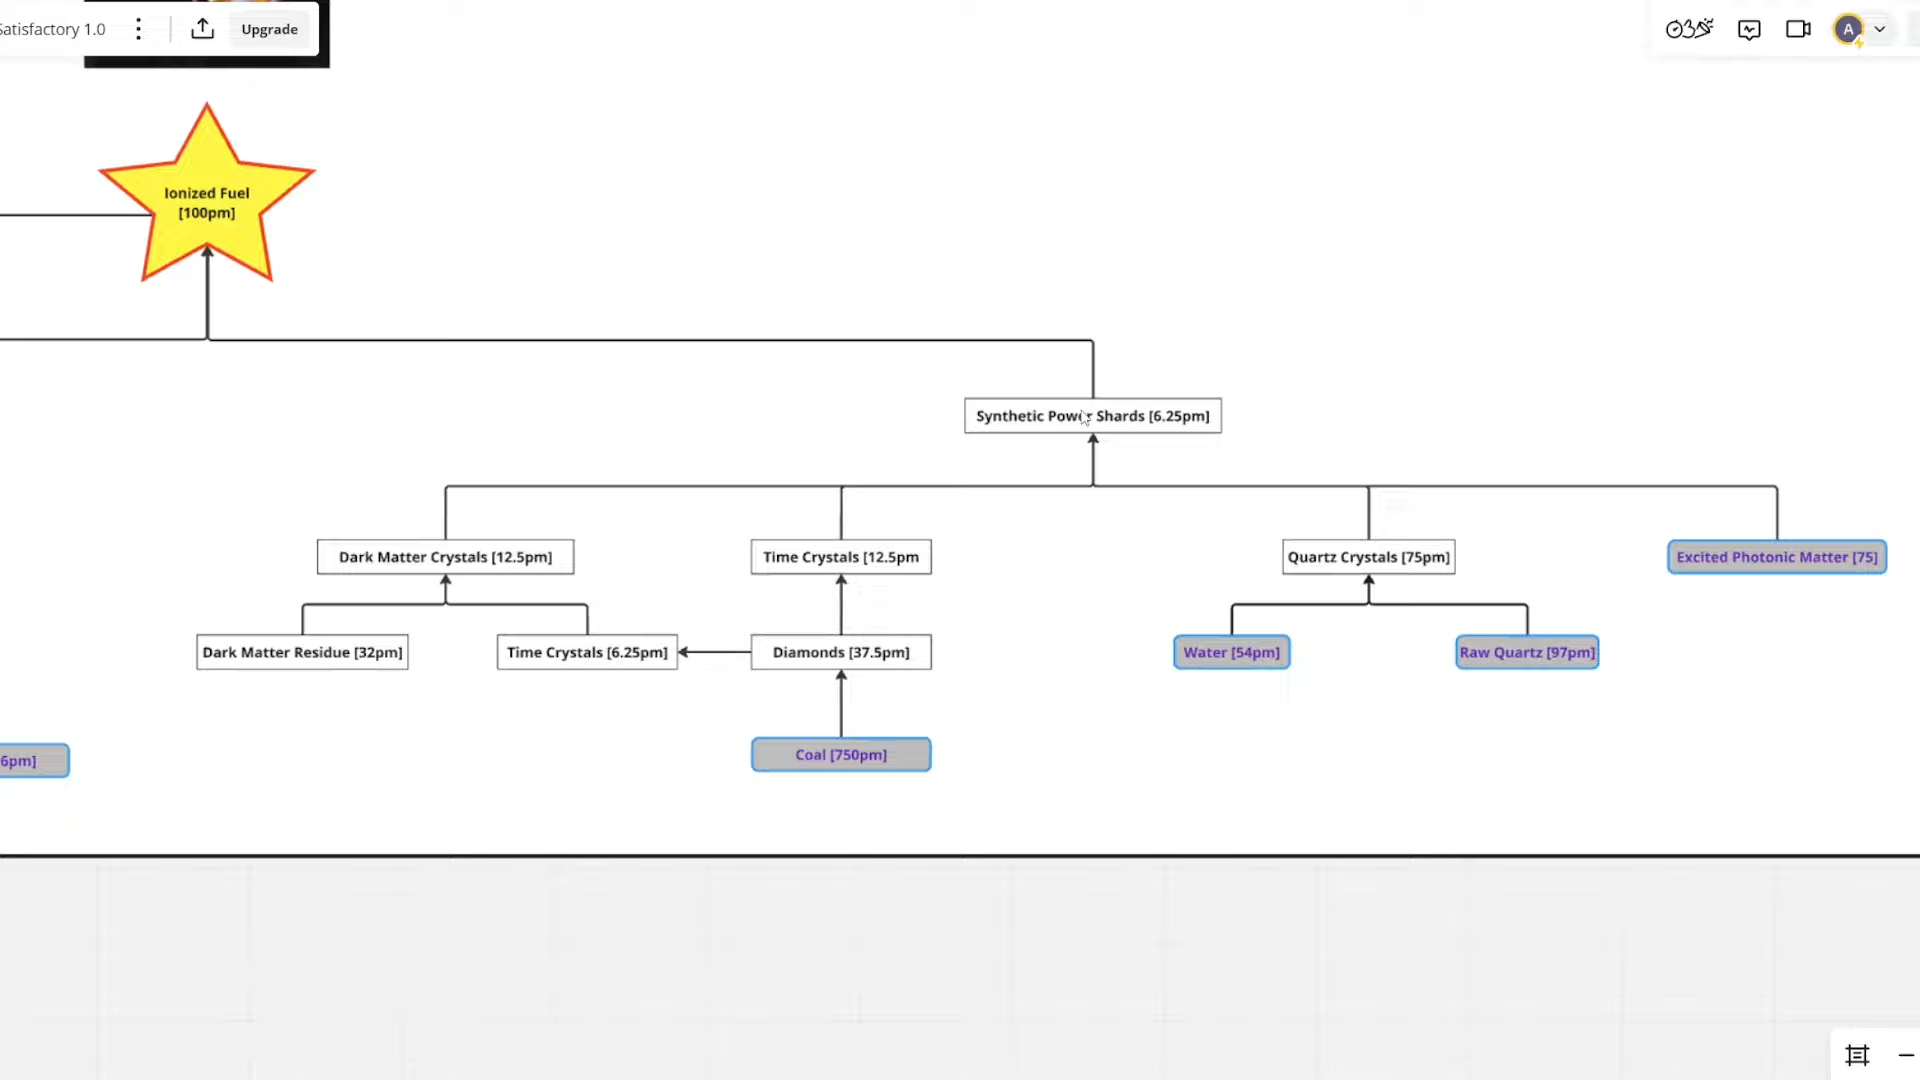 Satisfactory 1.0
Upgrade
A
Ionized Fuel
[100pm]
Synthetic Power Shards [6.25pm]
Dark Matter Crystals [12.5pm]
Time Crystals [12.5pm
Quartz Crystals [75pm]
Excited Photonic Matter [75]
Dark Matter Residue [32pm]
Time Crystals [6.25pm]
Diamonds [37.5pm]
Water [54pm]
Raw Quartz [97pm]
6pm]
Coal [750pm]